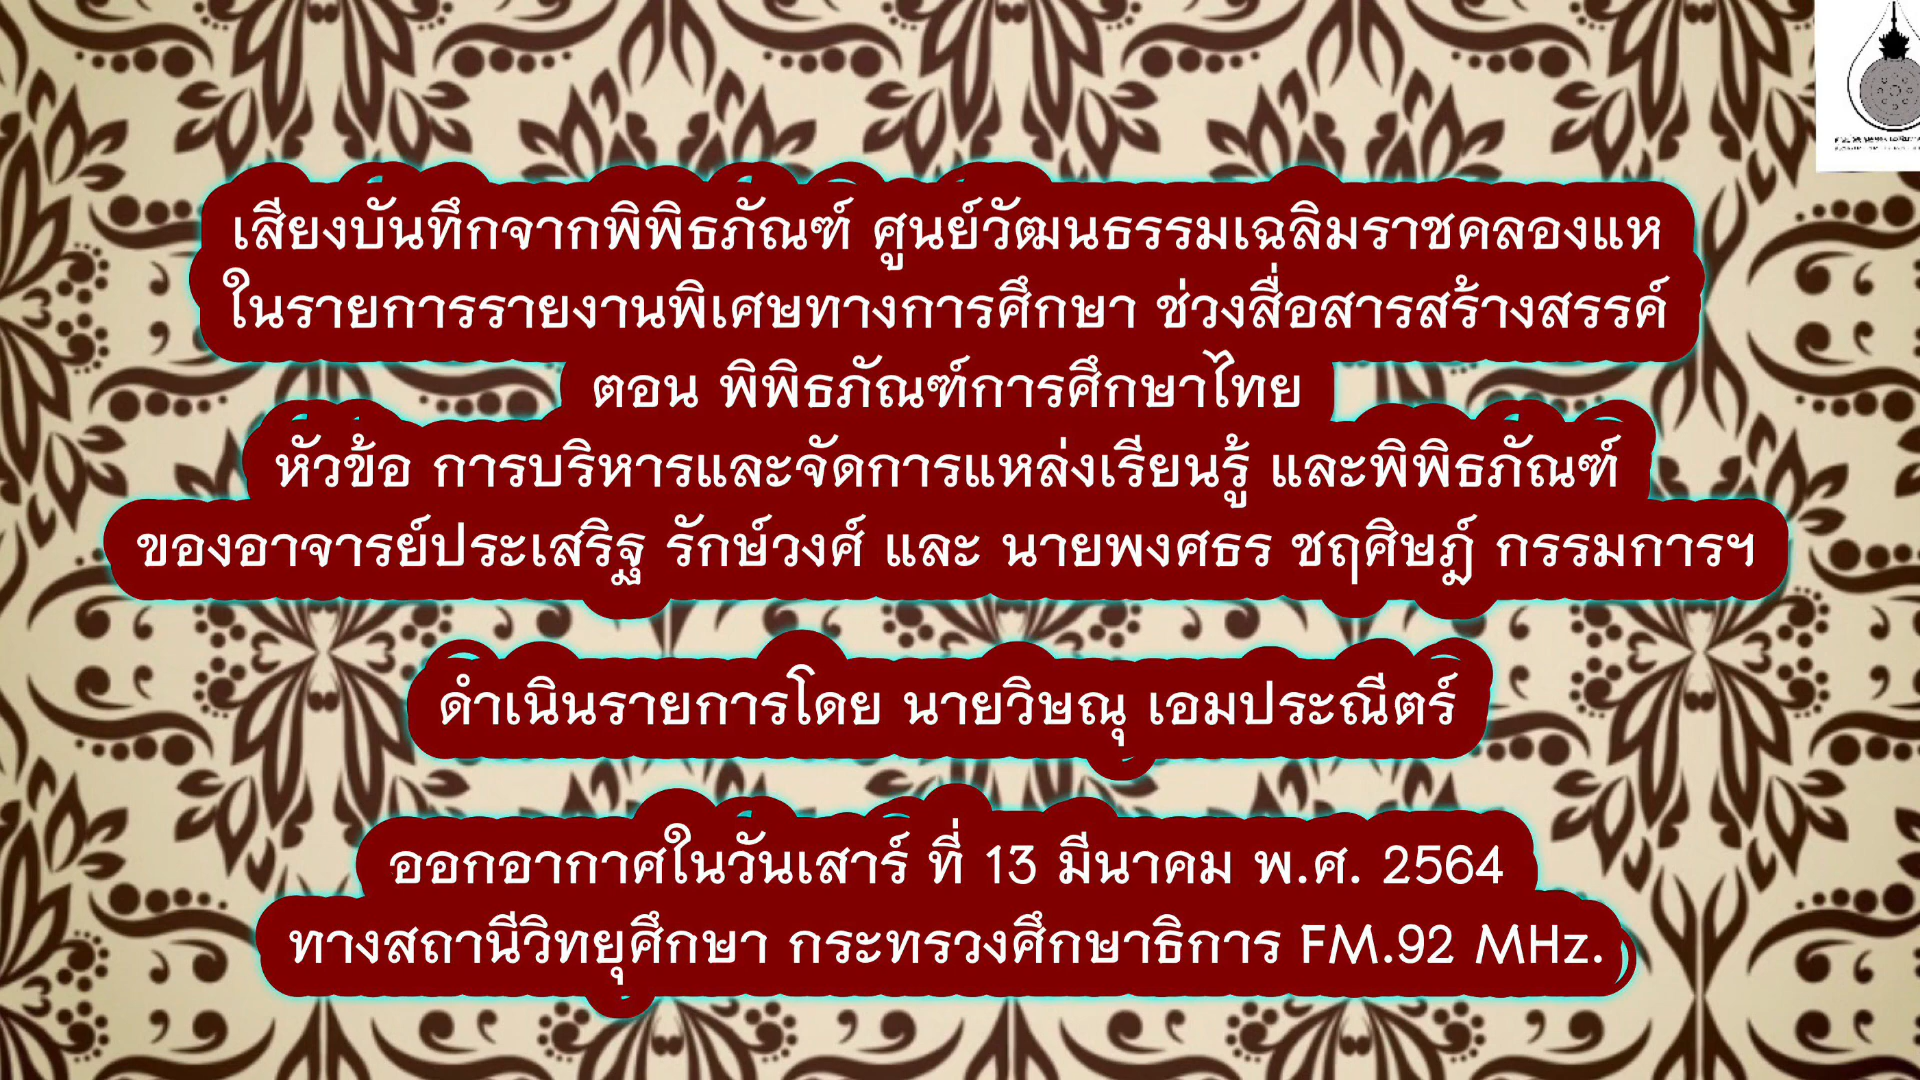 เสียงบันทึกจากพิพิธภัณฑ์ ศูนย์วัฒนธรรมเฉลิมราชคลองแห
ในรายการรายงานพิเศษทางการศึกษา ช่วงสื่อสารสร้างสรรค์
ตอน พิพิธภัณฑ์การศึกษาไทย
หัวข้อ การบริหารและจัดการแหล่งเรียนรู้ และพิพิธภัณฑ์
ของอาจารย์ประเสริฐ รักษ์วงศ์ และ นายพงศธร ชฤศิษฎ์ กรรมการฯ
ดำเนินรายการโดย นายวิษณุ เอมประณีตร์
ออกอากาศในวันเสาร์ ที่ 13 มีนาคม พ.ศ. 2564
ทางสถานีวิทยุศึกษา กระทรวงศึกษาธิการ FM.92 MHz.